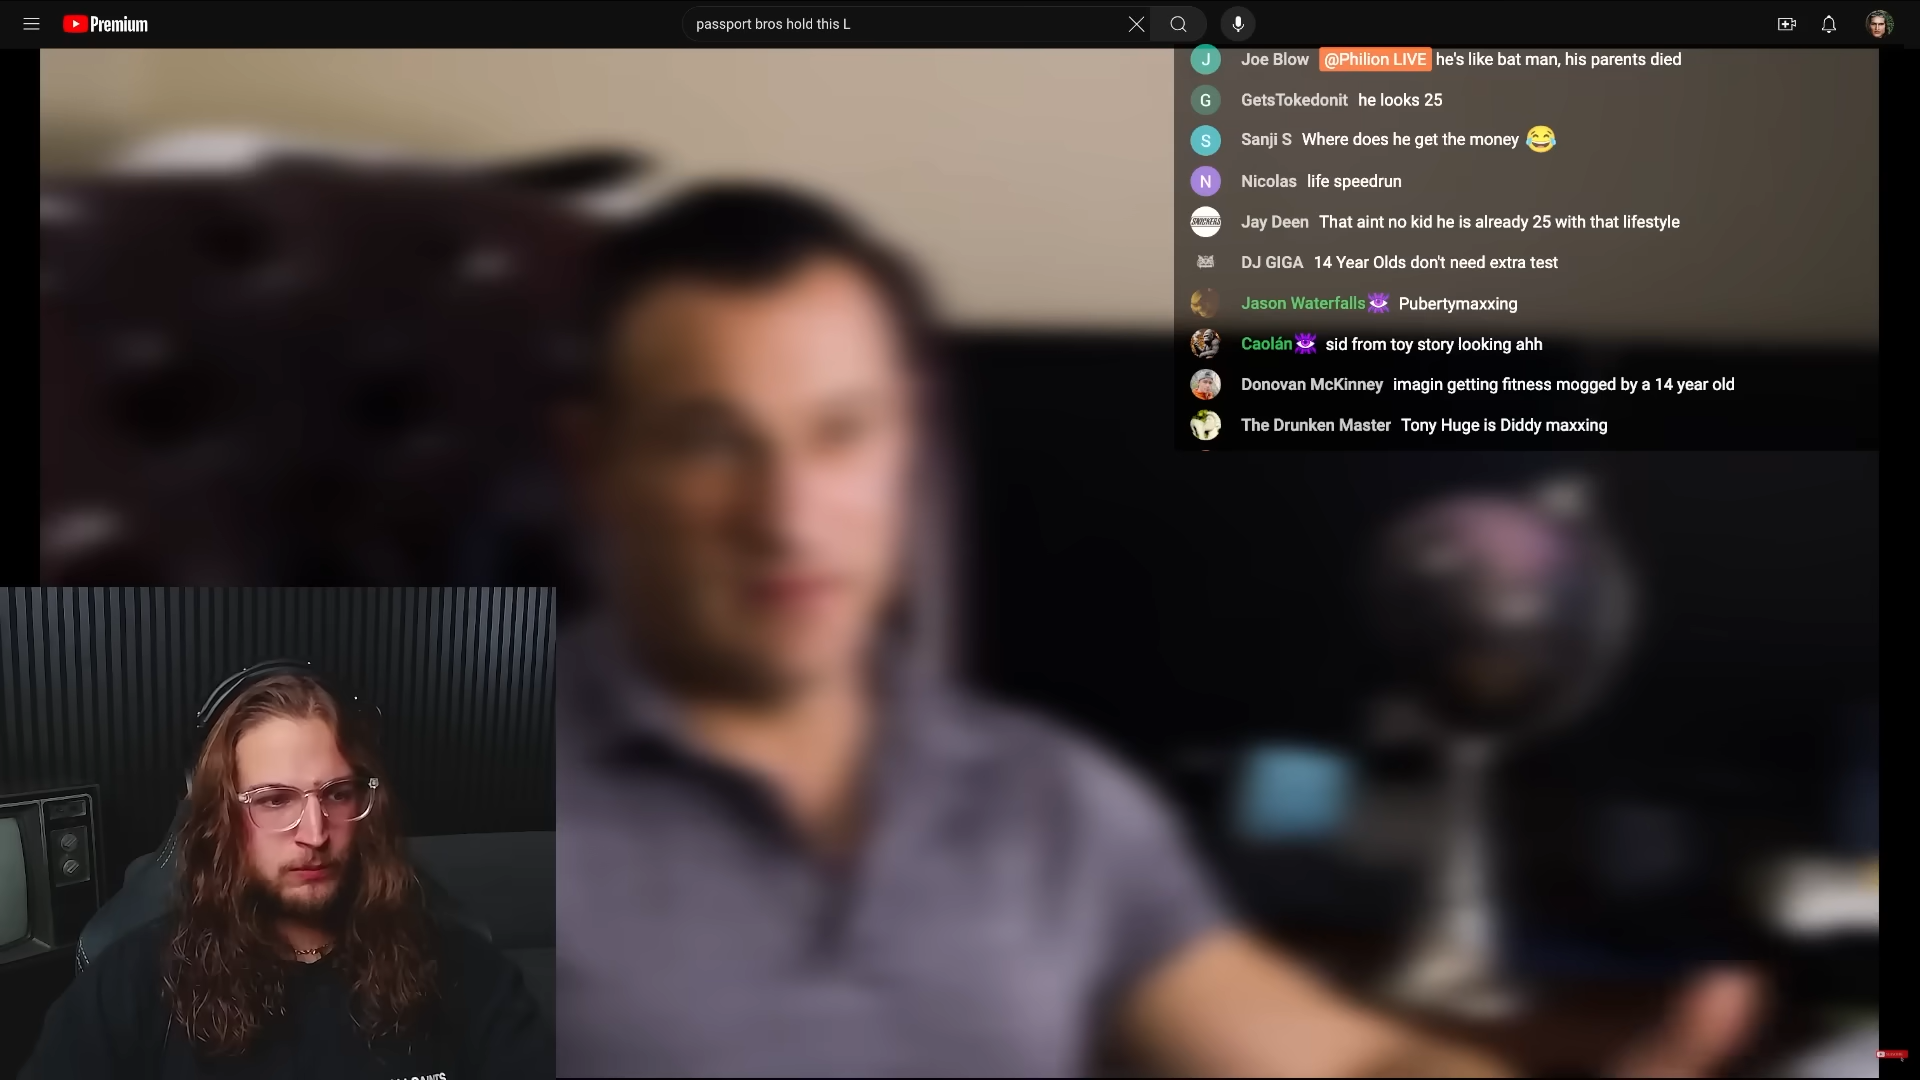 Premium
passport bros hold this L
J Joe Blow @Philion LIVE he's like bat man, his parents died
G GetsTokedonit he looks 25
S Sanji S Where does he get the money 😂
N Nicolas life speedrun
Jay Deen That aint no kid he is already 25 with that lifestyle
DJ GIGA 14 Year Olds don't need extra test
Jason Waterfalls Pubertymaxxing
Caolán sid from toy story looking ahh
Donovan McKinney imagin getting fitness mogged by a 14 year old
The Drunken Master Tony Huge is Diddy maxxing